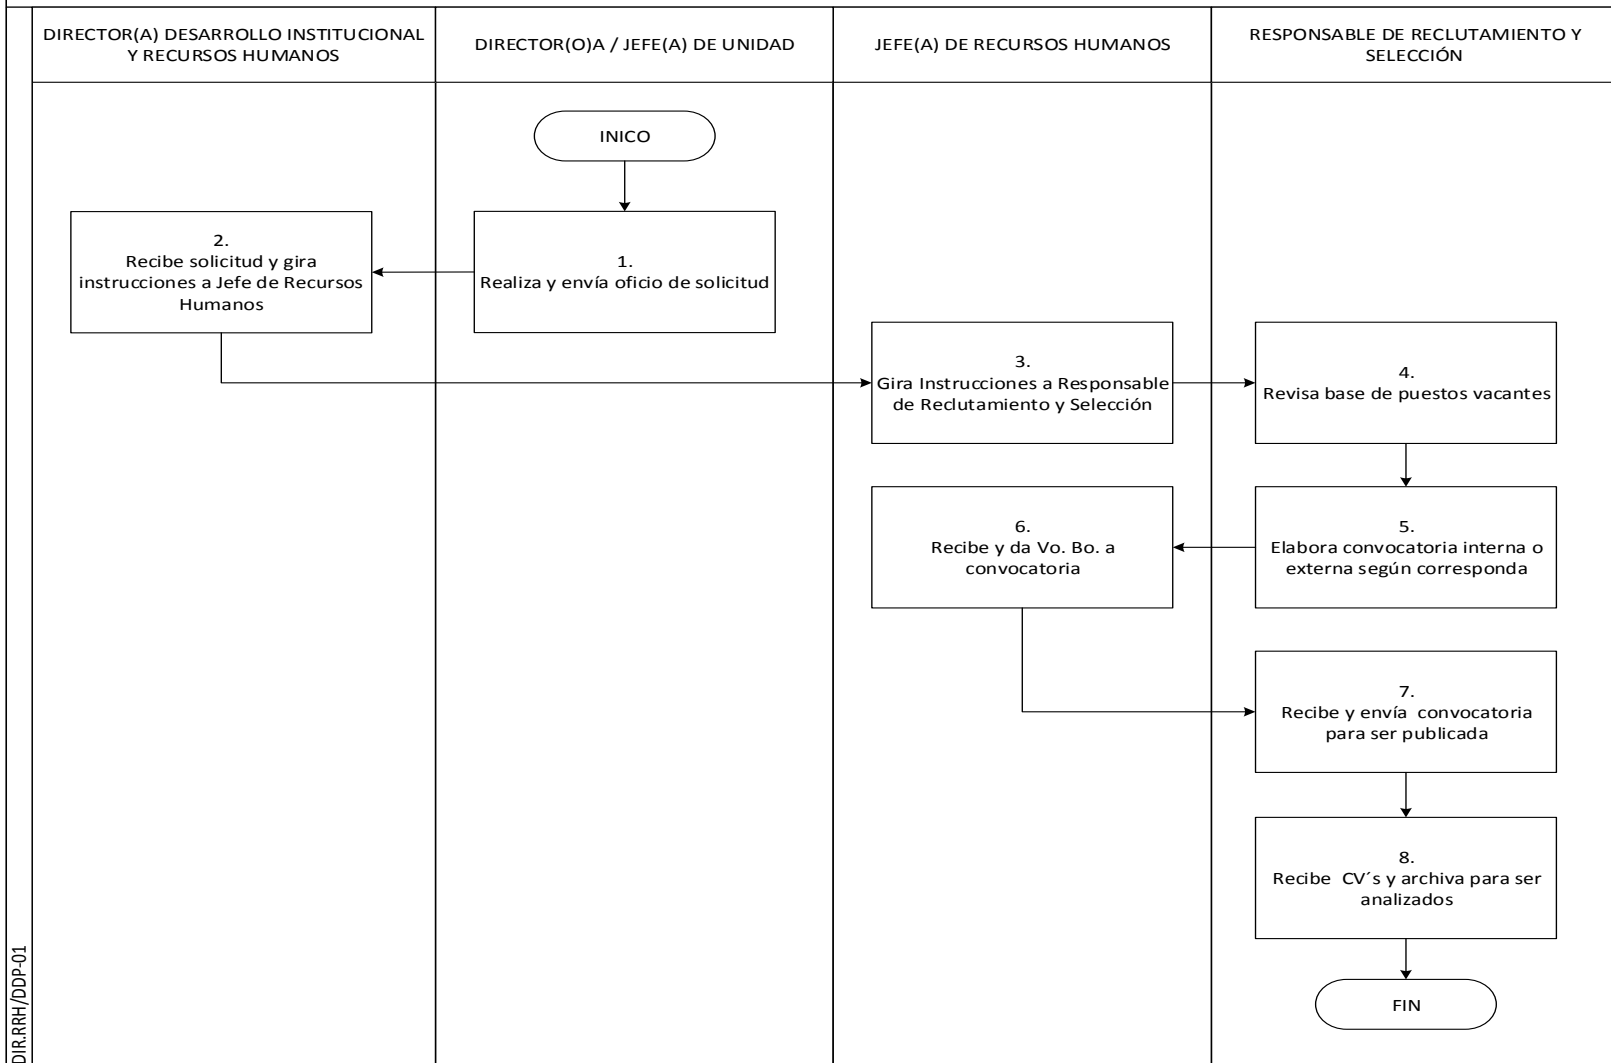 DIRECTOR(A) DESARROLLO INSTITUCIONAL
Y RECURSOS HUMANOS
DIRECTOR(O)A / JEFE(A) DE UNIDAD
JEFE(A) DE RECURSOS HUMANOS
RESPONSABLE DE RECLUTAMIENTO Y
SELECCIÓN
INICO
1.
Realiza y envía oficio de solicitud
2.
Recibe solicitud y gira
instrucciones a Jefe de Recursos
Humanos
3.
Gira Instrucciones a Responsable
de Reclutamiento y Selección
4.
Revisa base de puestos vacantes
5.
Elabora convocatoria interna o
externa según corresponda
6.
Recibe y da Vo. Bo. a
convocatoria
7.
Recibe y envía convocatoria
para ser publicada
8.
Recibe CV´s y archiva para ser
analizados
FIN
DIR.RRH/DDP-01